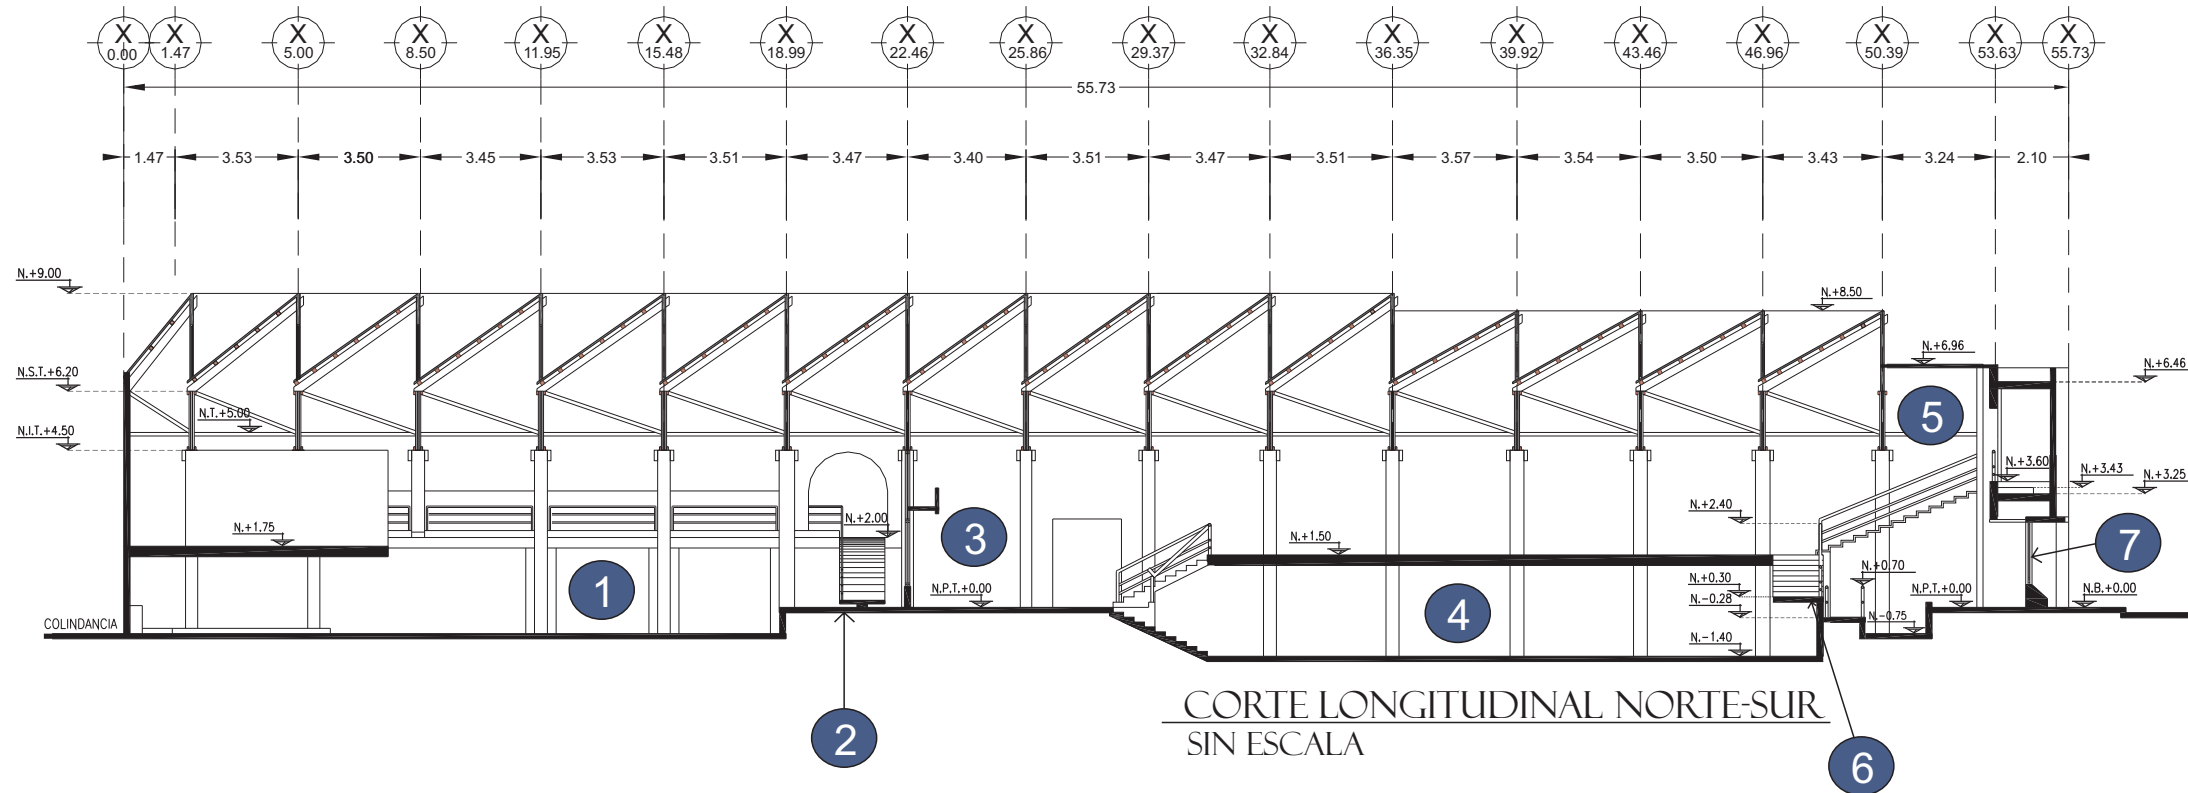 X X X X X X X X X X X X X X X X X X
0.00 1.47 5.00 8.50 11.95 15.48 18.99 22.46 25.86 29.37 32.84 36.35 39.92 43.46 46.96 50.39 53.63 55.73
55.73
1.47 3.53 3.50 3.45 3.53 3.51 3.47 3.40 3.51 3.47 3.51 3.57 3.54 3.50 3.43 3.24 2.10
N.+9.00
N.+8.50
N.+6.96
N.+6.46
N.S.T.+6.20
N.T.+5.00
N.I.T.+4.50
5
N.+3.60
N.+3.43
N.+3.25
N.+2.40
N.+2.00
N.+1.75
3
N.+1.50
7
N.+0.70
N.+0.30
1
N.P.T.+0.00
N.P.T.+0.00
N.B.+0.00
N.-0.28
4
COLINDANCIA
N.-0.75
N.-1.40
CORTE LONGITUDINAL NORTE-SUR
2
SIN ESCALA
6